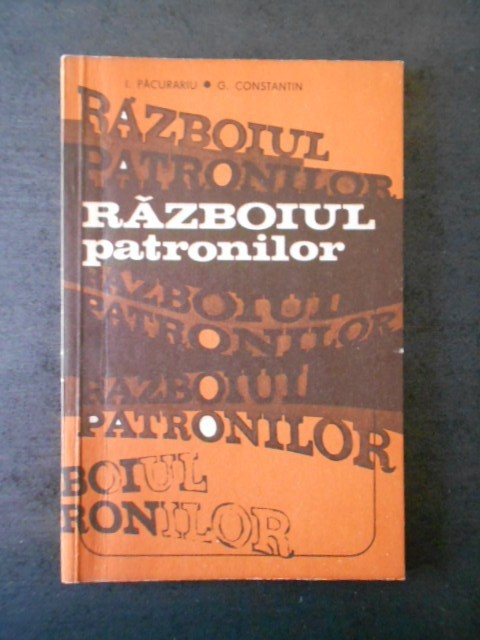 I. PĂCURARIU • G. CONSTANTIN
RĂZBOIUL
PATRONILOR
RĂZBOIUL
patronilor
RĂZBOIUL
PATRONILOR
RĂZBOIUL
PATRONILOR
BOIUL
RONILOR